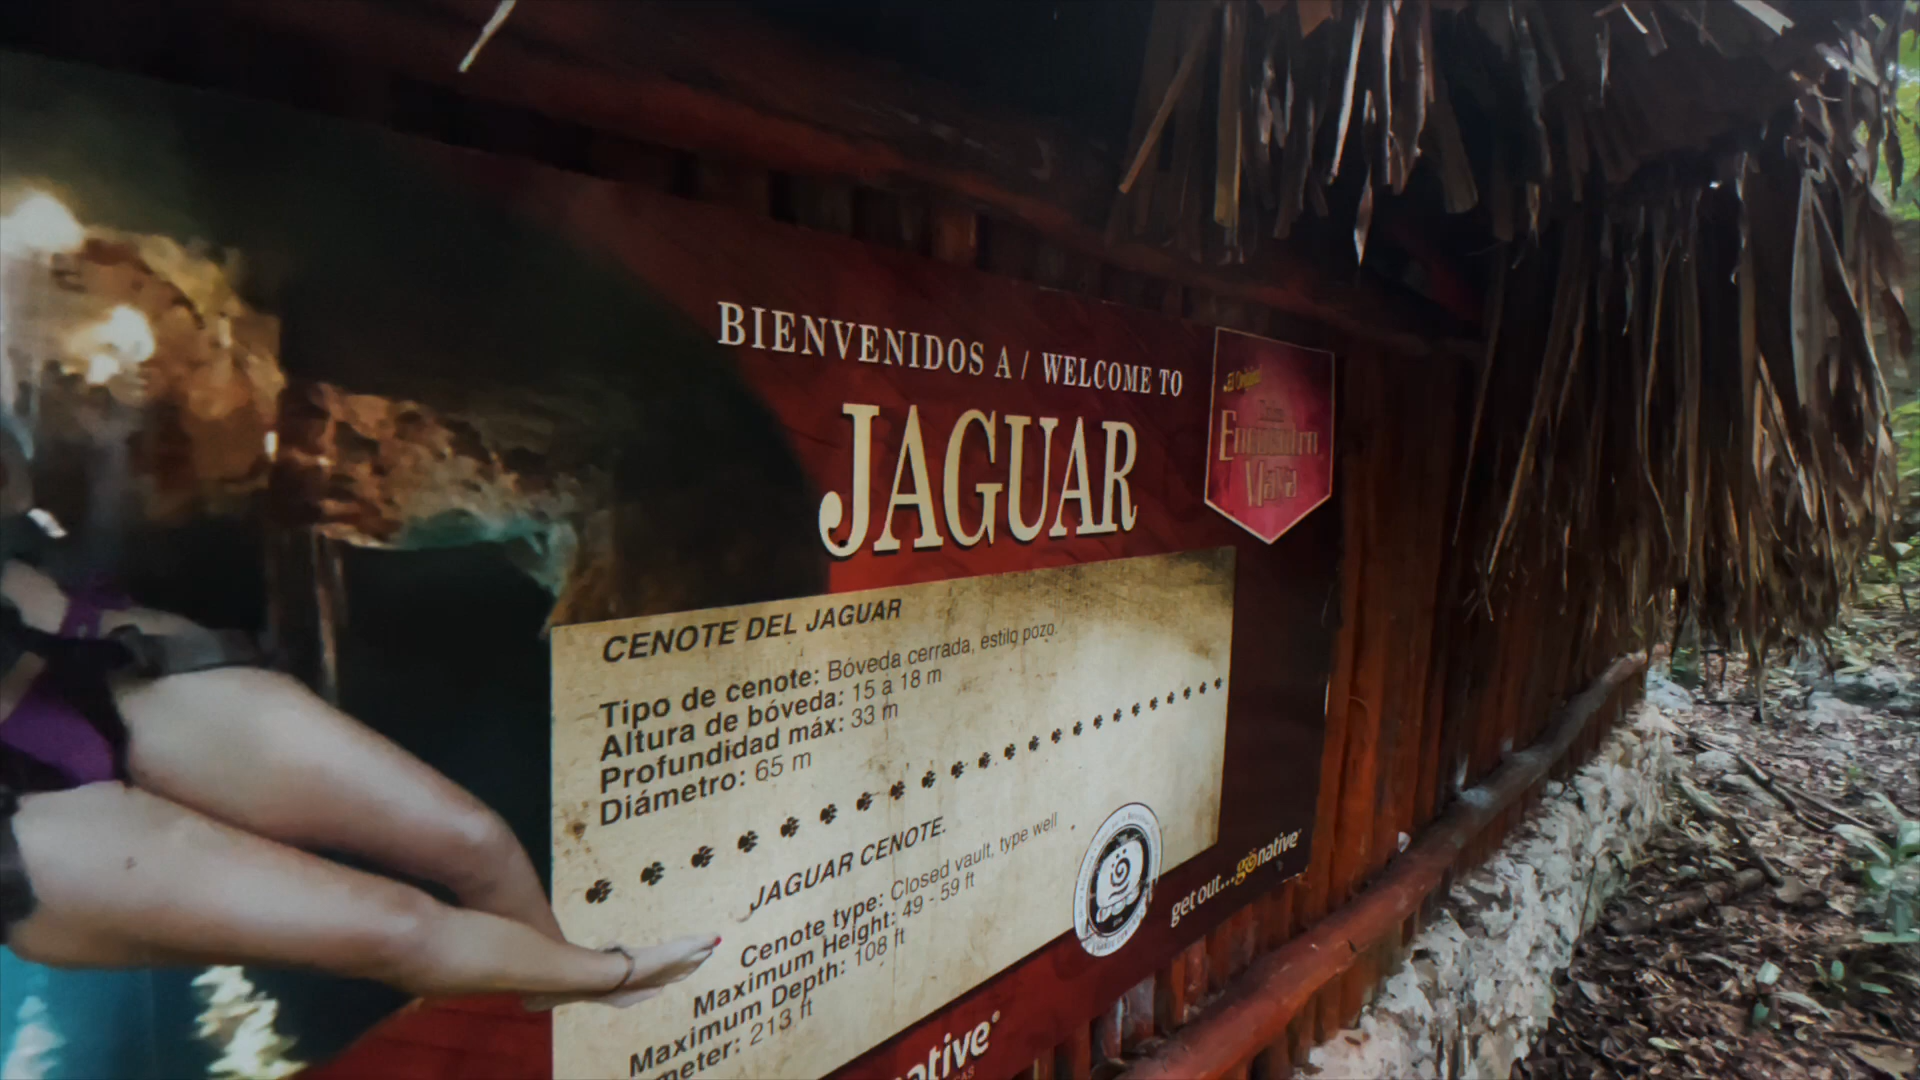 BIENVENIDOS A / WELCOME TO
JAGUAR
El Original
Encuentro
Maya
CENOTE DEL JAGUAR
Tipo de cenote: Bóveda cerrada, estilo pozo.
Altura de bóveda: 15 a 18 m
Profundidad máx: 33 m
Diámetro: 65 m
JAGUAR CENOTE.
Cenote type: Closed vault, type well
Maximum Height: 49 - 59 ft
Maximum Depth: 108 ft
meter: 213 ft
get out...gonative
ative